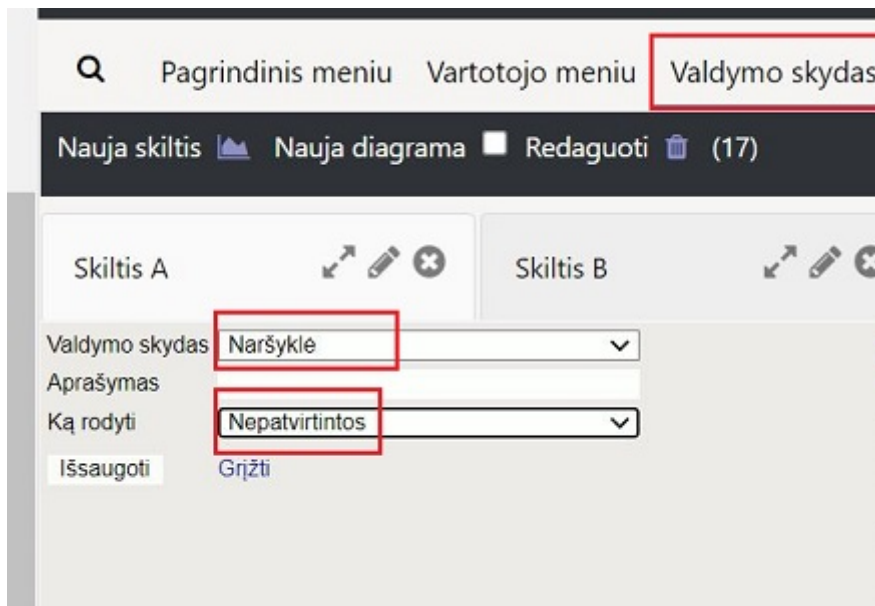 Pagrindinis meniu Vartotojo meniu Valdymo skydas
Nauja skiltis Nauja diagrama Redaguoti (17)
Skiltis A Skiltis B
Valdymo skydas Naršyklė
Aprašymas
Ką rodyti Nepatvirtintos
Išsaugoti Grįžti